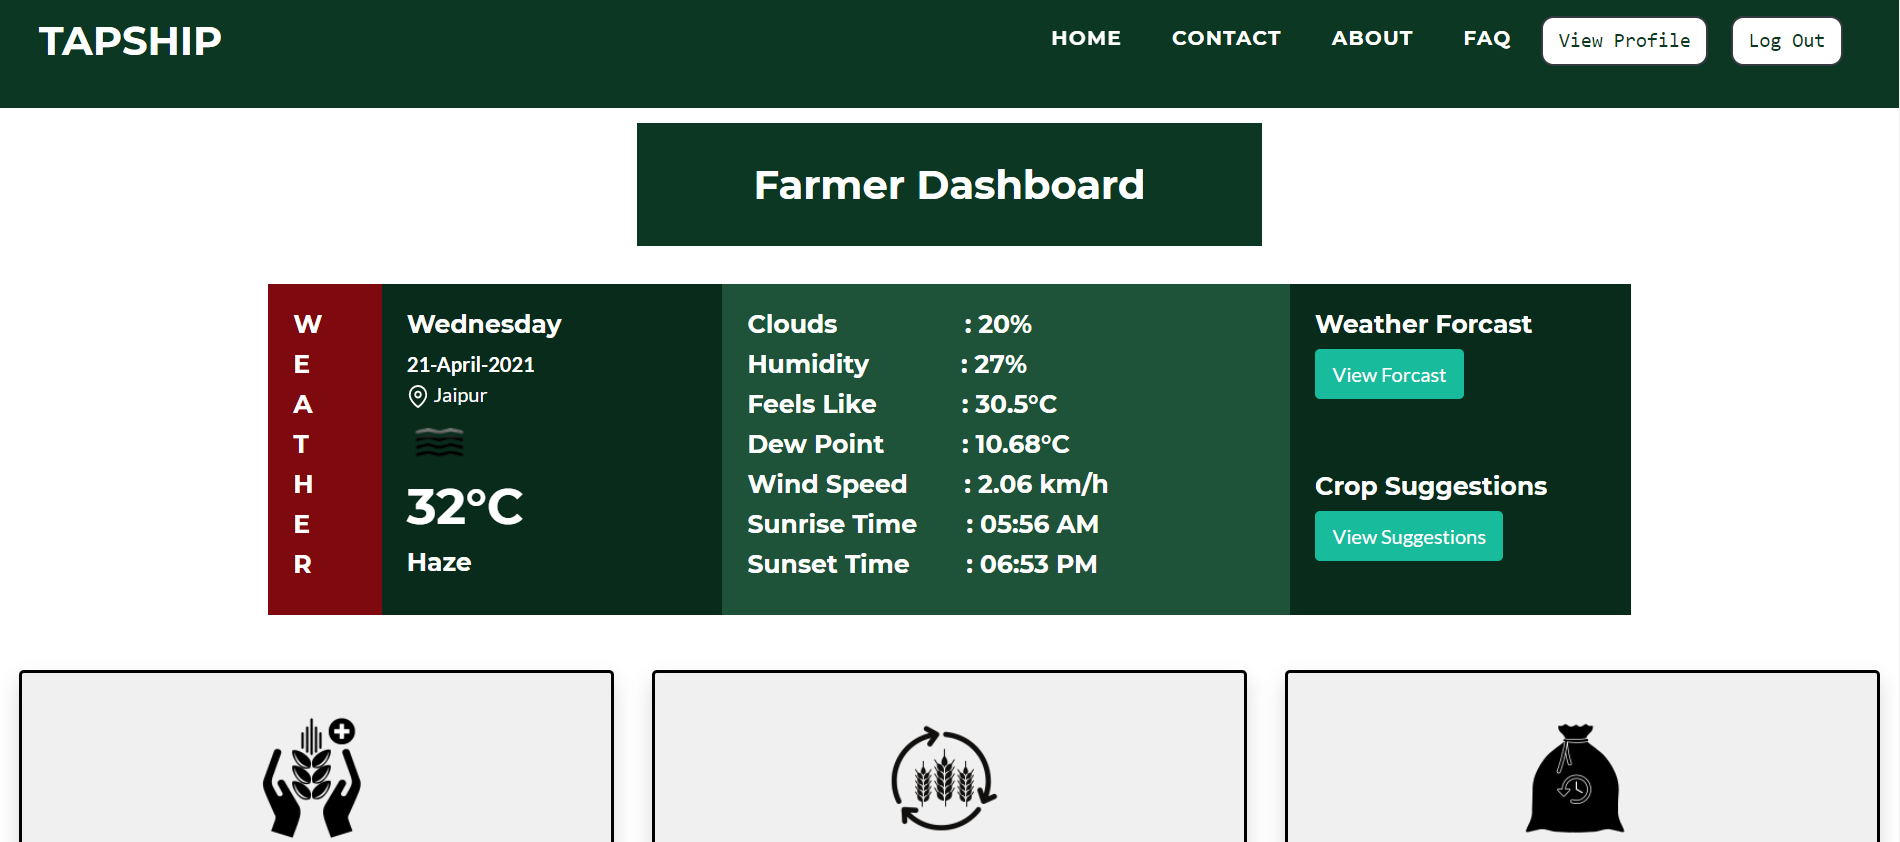 TAPSHIP
HOME CONTACT ABOUT FAQ View Profile Log Out
Farmer Dashboard
W
E
A
T
H
E
R
Wednesday
21-April-2021
Jaipur
32°C
Haze
Clouds : 20%
Humidity : 27%
Feels Like : 30.5°C
Dew Point : 10.68°C
Wind Speed : 2.06 km/h
Sunrise Time : 05:56 AM
Sunset Time : 06:53 PM
Weather Forcast
View Forcast
Crop Suggestions
View Suggestions